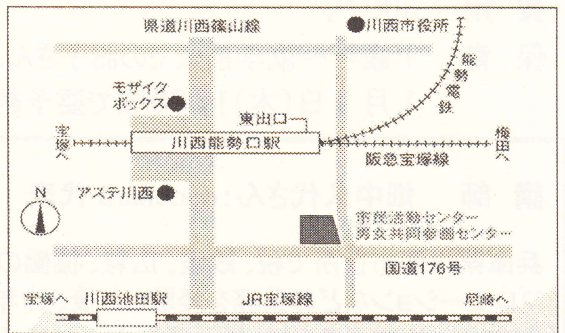 県道川西篠山線
川西市役所
能勢電鉄
モザイク
ボックス
東出口
宝塚へ
川西能勢口駅
梅田へ
阪急宝塚線
アステ川西
N
市民活動センター
男女共同参画センター
国道176号
宝塚へ
川西池田駅
JR宝塚線
尼崎へ